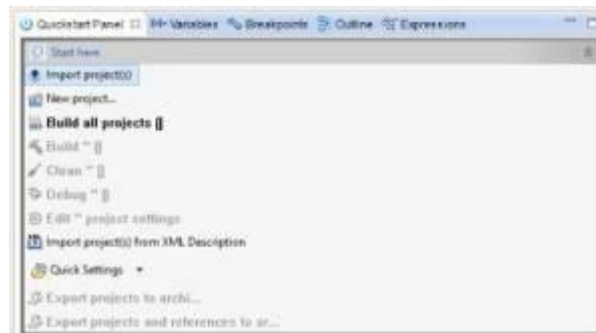 Quickstart Panel (x)= Variables Breakpoints Outline Expressions
Start here
Import project(s)
New project...
Build all projects []
Build '' []
Clean '' []
Debug '' []
Edit '' project settings
Import project(s) from XML Description
Quick Settings
Export projects to archi...
Export projects and references to ar...